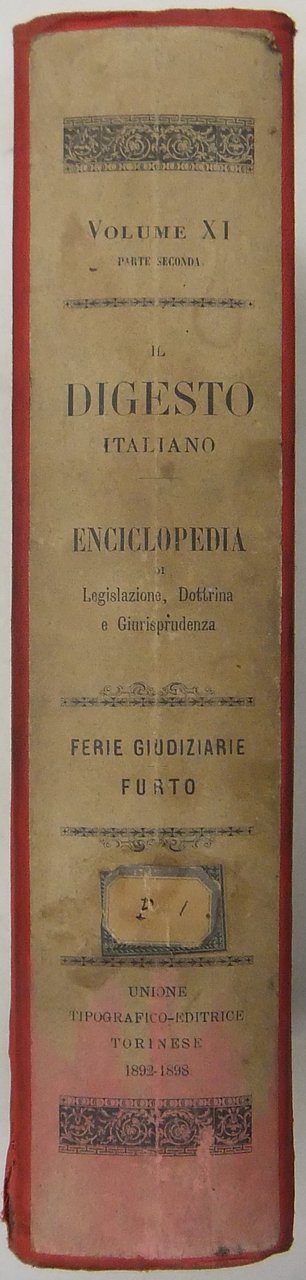 VOLUME XI
PARTE SECONDA
IL
DIGESTO
ITALIANO
ENCICLOPEDIA
DI
Legislazione, Dottrina
e Giurisprudenza
FERIE GIUDIZIARIE
FURTO
UNIONE
TIPOGRAFICO-EDITRICE
TORINESE
1892-1898